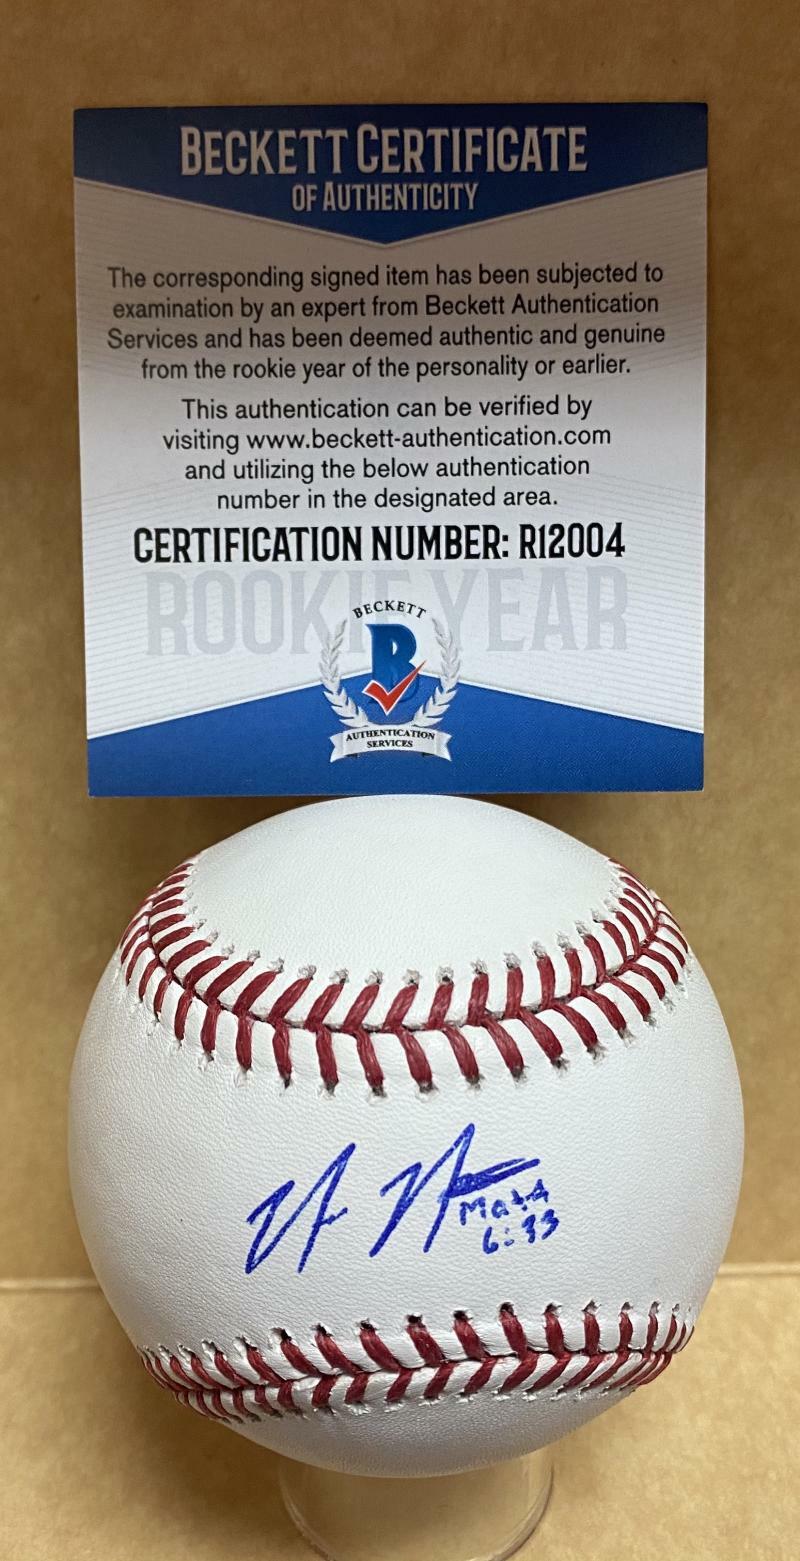 BECKETT CERTIFICATE
OF AUTHENTICITY
The corresponding signed item has been subjected to
examination by an expert from Beckett Authentication
Services and has been deemed authentic and genuine
from the rookie year of the personality or earlier.
This authentication can be verified by
visiting www.beckett-authentication.com
and utilizing the below authentication
number in the designated area.
CERTIFICATION NUMBER: R12004
ROOKIE YEAR
BECKETT
B
AUTHENTICATION
SERVICES
Matt
6:33